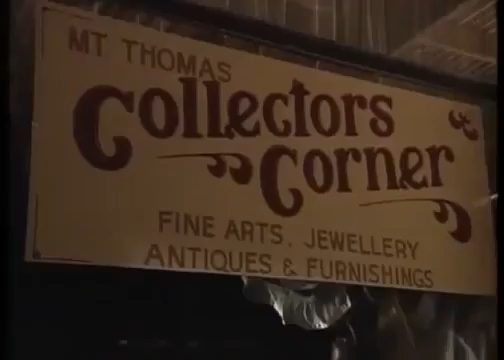 MT THOMAS
Collectors
Corner
FINE ARTS. JEWELLERY
ANTIQUES & FURNISHINGS